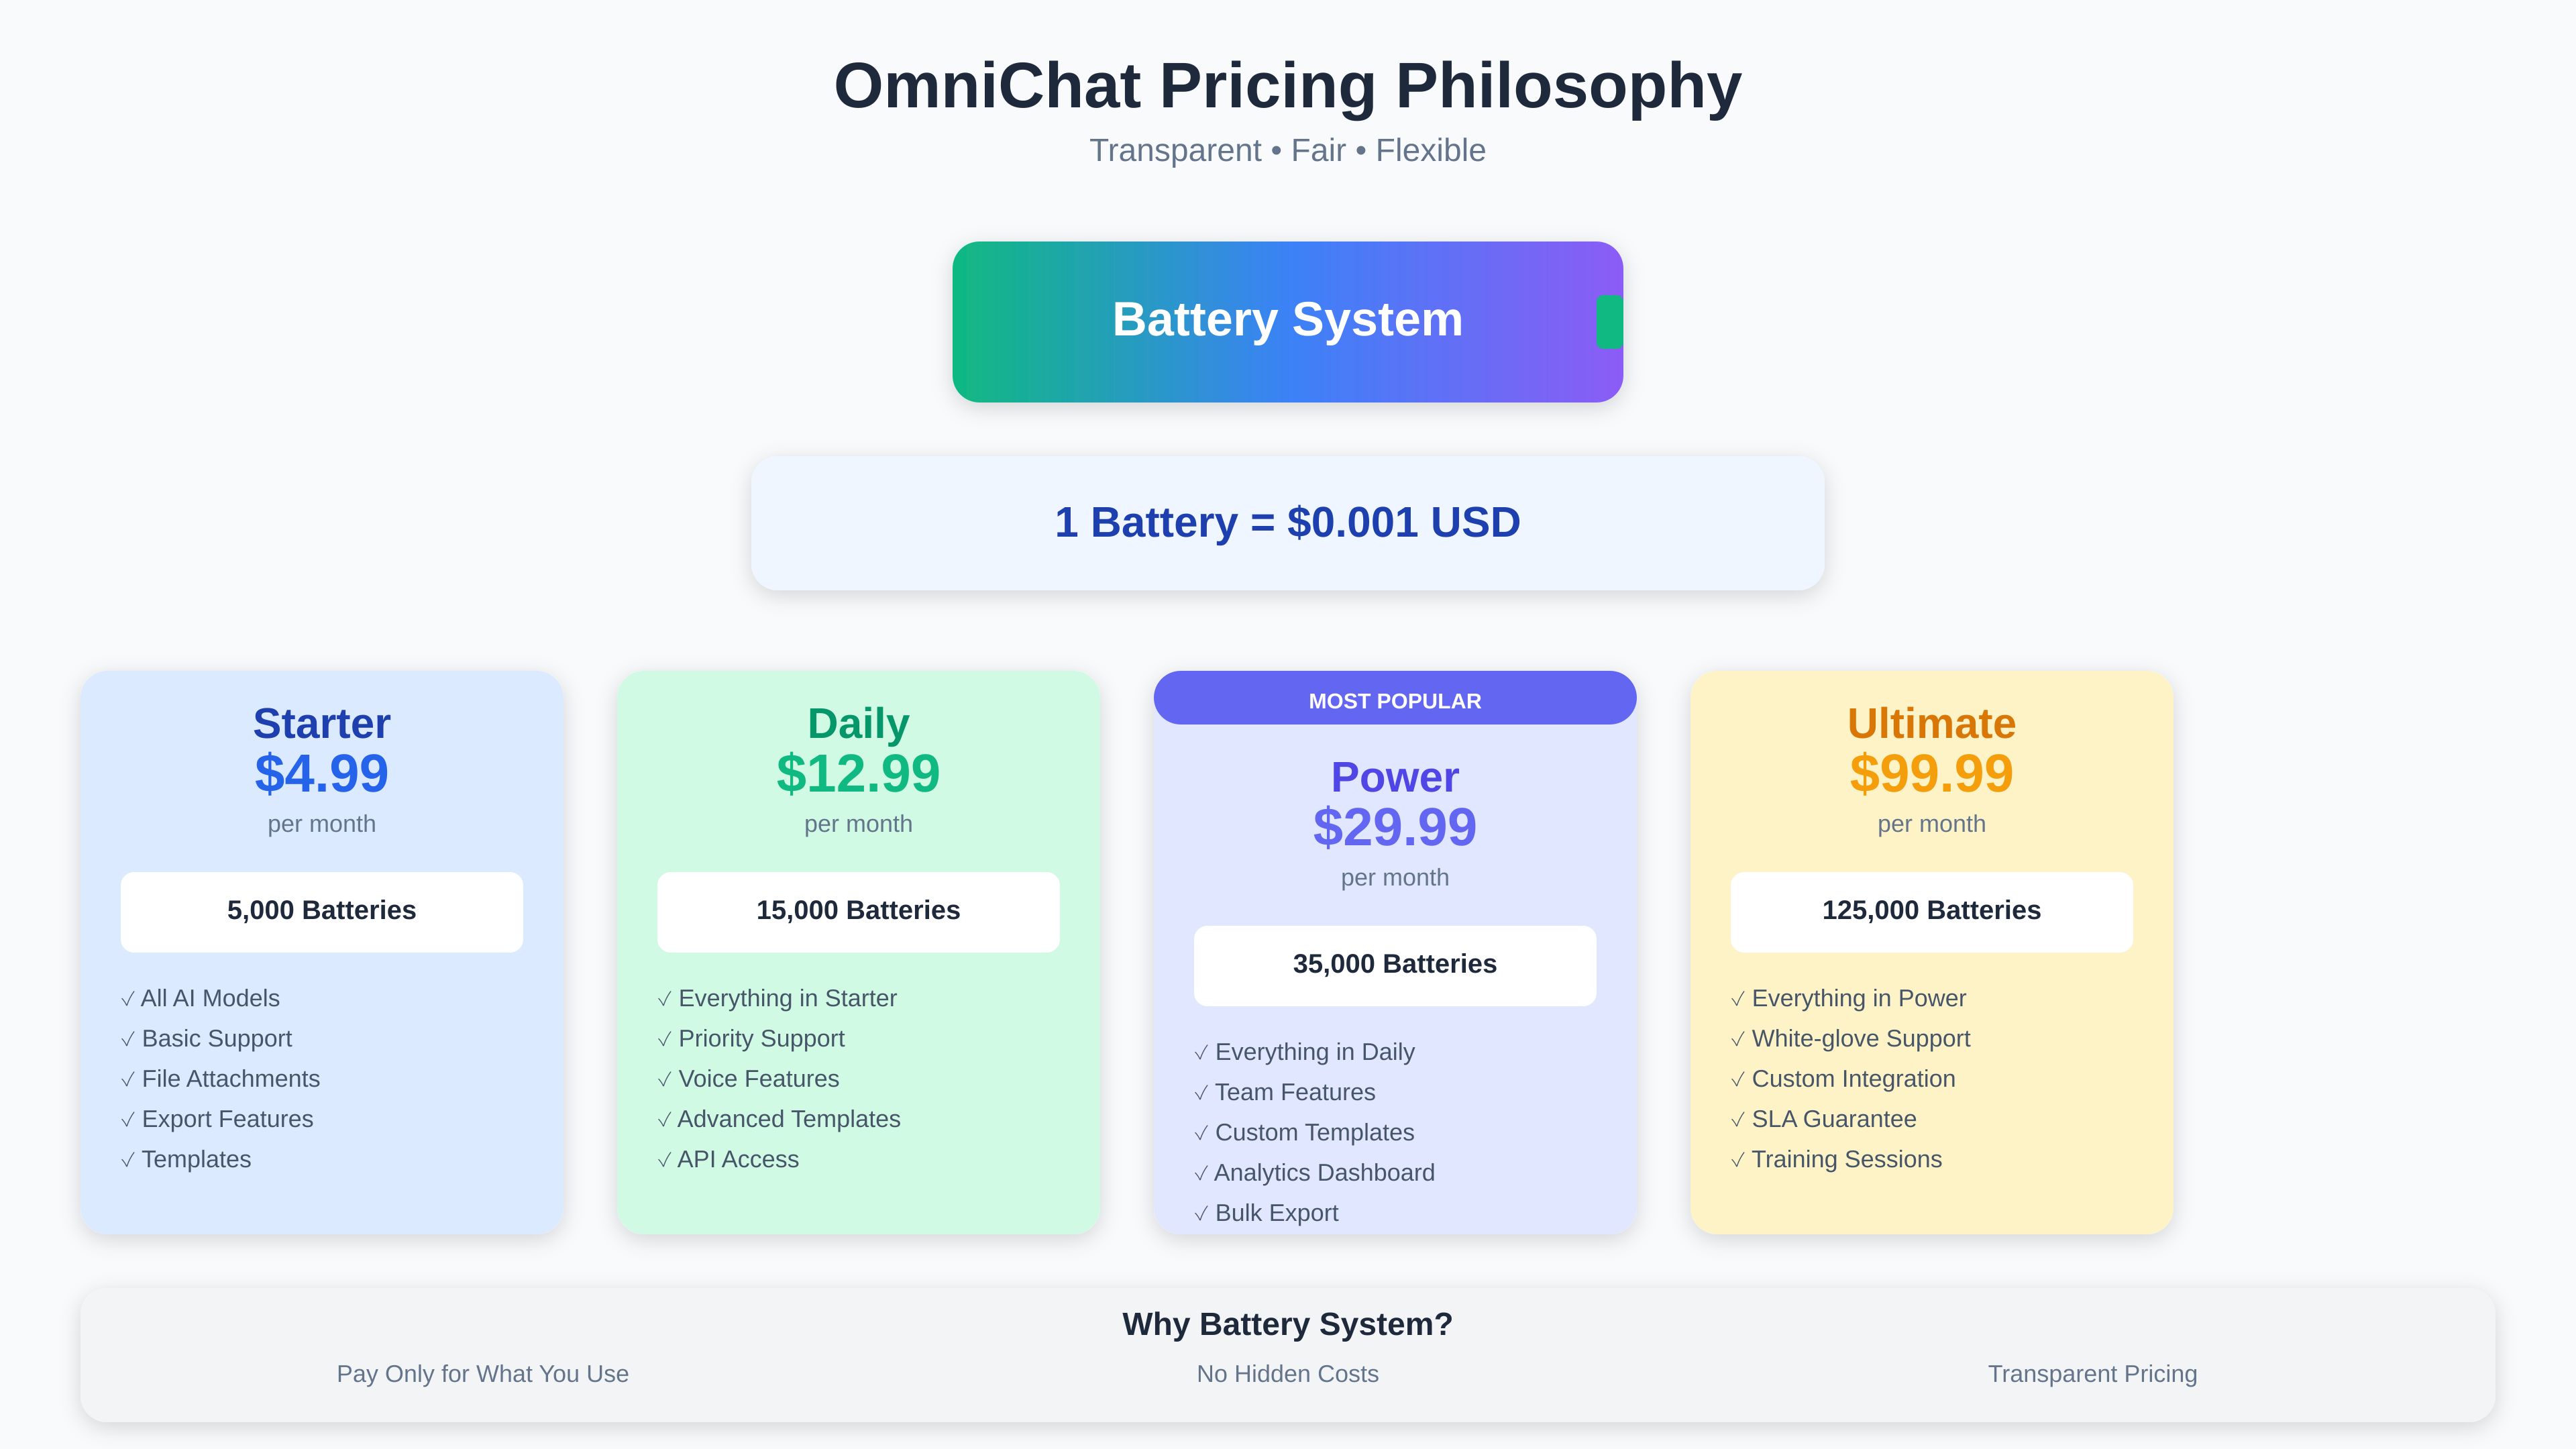 OmniChat Pricing Philosophy
Transparent • Fair • Flexible
Battery System
1 Battery = $0.001 USD
Starter
$4.99
per month
5,000 Batteries
✓ All AI Models
✓ Basic Support
✓ File Attachments
✓ Export Features
✓ Templates
Daily
$12.99
per month
15,000 Batteries
✓ Everything in Starter
✓ Priority Support
✓ Voice Features
✓ Advanced Templates
✓ API Access
MOST POPULAR
Power
$29.99
per month
35,000 Batteries
✓ Everything in Daily
✓ Team Features
✓ Custom Templates
✓ Analytics Dashboard
✓ Bulk Export
Ultimate
$99.99
per month
125,000 Batteries
✓ Everything in Power
✓ White-glove Support
✓ Custom Integration
✓ SLA Guarantee
✓ Training Sessions
Why Battery System?
Pay Only for What You Use
No Hidden Costs
Transparent Pricing